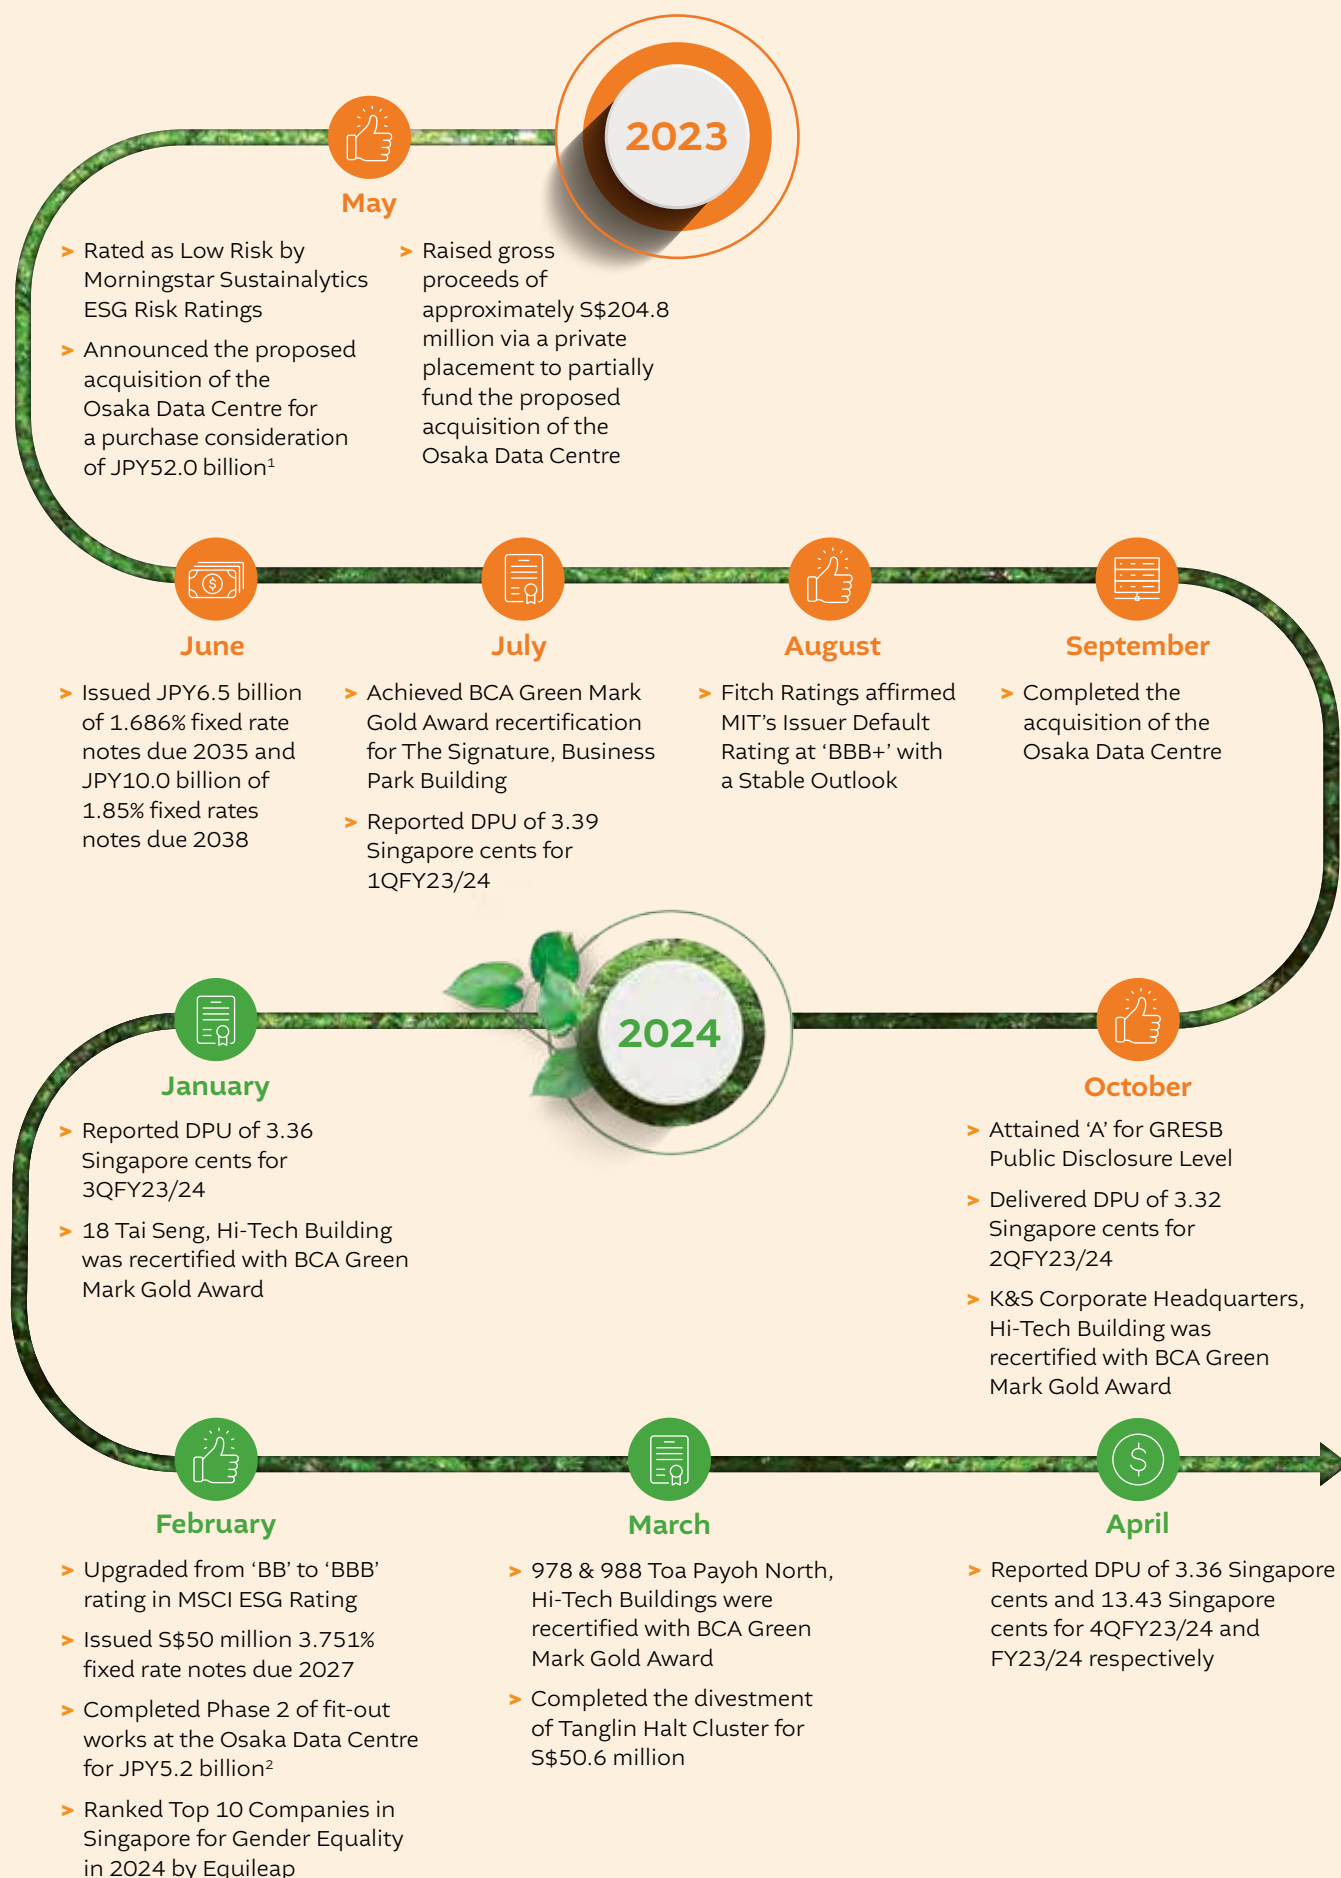 2023
May
> Rated as Low Risk by
Morningstar Sustainalytics
ESG Risk Ratings
> Announced the proposed
acquisition of the
Osaka Data Centre for
a purchase consideration
of JPY52.0 billion¹
> Raised gross
proceeds of
approximately S$204.8
million via a private
placement to partially
fund the proposed
acquisition of the
Osaka Data Centre
June
> Issued JPY6.5 billion
of 1.686% fixed rate
notes due 2035 and
JPY10.0 billion of
1.85% fixed rates
notes due 2038
July
> Achieved BCA Green Mark
Gold Award recertification
for The Signature, Business
Park Building
> Reported DPU of 3.39
Singapore cents for
1QFY23/24
August
> Fitch Ratings affirmed
MIT's Issuer Default
Rating at ‘BBB+’ with
a Stable Outlook
September
> Completed the
acquisition of the
Osaka Data Centre
October
> Attained ‘A’ for GRESB
Public Disclosure Level
> Delivered DPU of 3.32
Singapore cents for
2QFY23/24
> K&S Corporate Headquarters,
Hi-Tech Building was
recertified with BCA Green
Mark Gold Award
2024
January
> Reported DPU of 3.36
Singapore cents for
3QFY23/24
> 18 Tai Seng, Hi-Tech Building
was recertified with BCA Green
Mark Gold Award
February
> Upgraded from ‘BB’ to ‘BBB’
rating in MSCI ESG Rating
> Issued S$50 million 3.751%
fixed rate notes due 2027
> Completed Phase 2 of fit-out
works at the Osaka Data Centre
for JPY5.2 billion²
> Ranked Top 10 Companies in
Singapore for Gender Equality
in 2024 by Equileap
March
> 978 & 988 Toa Payoh North,
Hi-Tech Buildings were
recertified with BCA Green
Mark Gold Award
> Completed the divestment
of Tanglin Halt Cluster for
S$50.6 million
April
> Reported DPU of 3.36 Singapore
cents and 13.43 Singapore
cents for 4QFY23/24 and
FY23/24 respectively